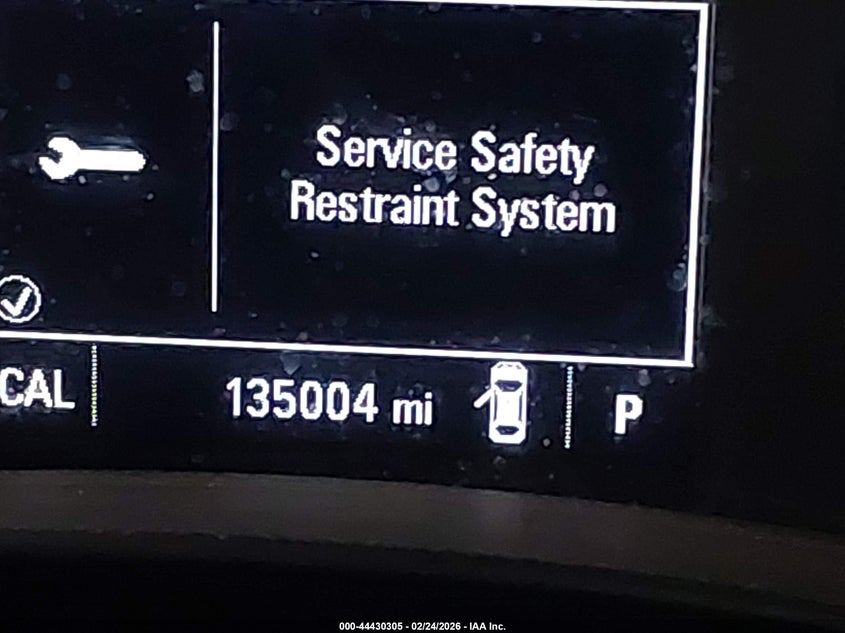 Service Safety
Restraint System
CAL
135004 mi
P
000-44430305 - 02/24/2026 - IAA Inc.